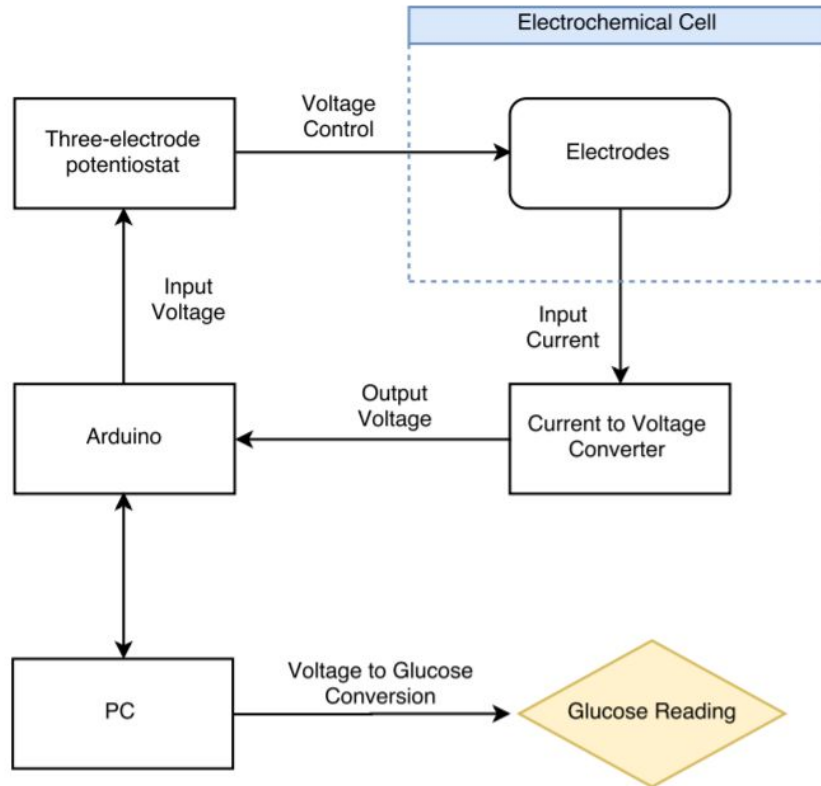 Electrochemical Cell
Voltage
Control
Three-electrode
potentiostat
Electrodes
Input
Voltage
Input
Current
Output
Voltage
Arduino
Current to Voltage
Converter
Voltage to Glucose
Conversion
PC
Glucose Reading